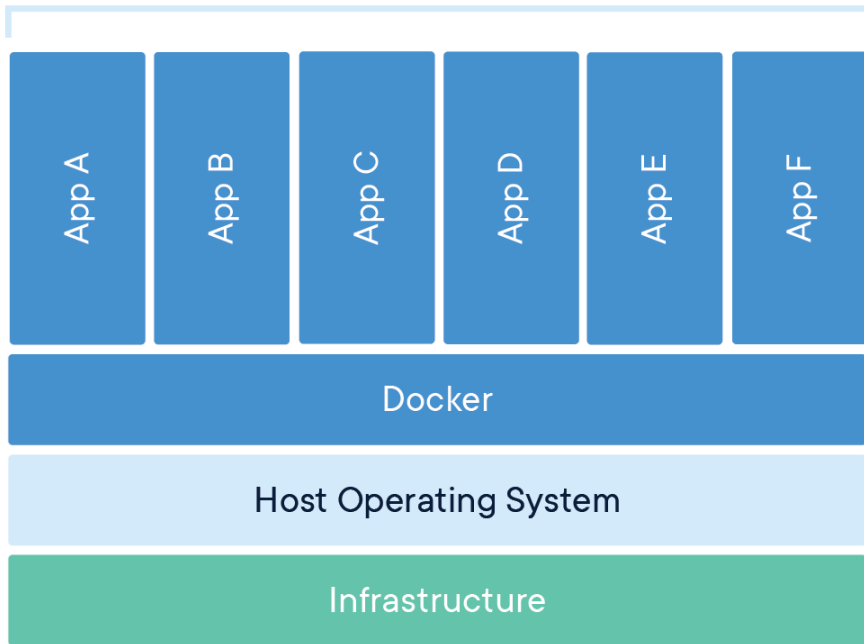 App A
App B
App C
App D
App E
App F
Docker
Host Operating System
Infrastructure